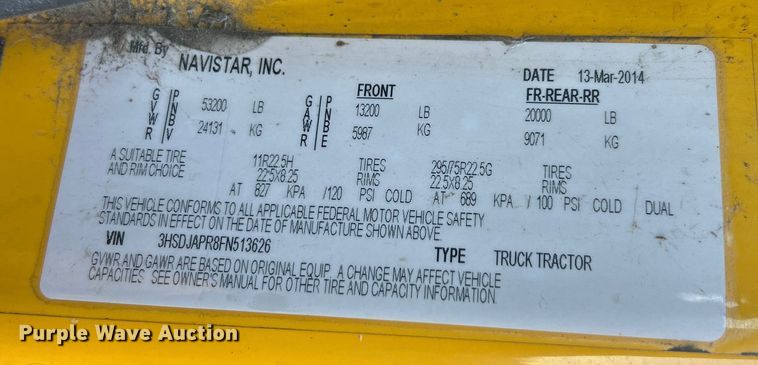 Mfd. By NAVISTAR, INC. DATE 13-Mar-2014
FRONT FR-REAR-RR
GVWR PNBV 53200 LB GAWR PNBE 13200 LB 20000 LB
24131 KG 5987 KG 9071 KG
A SUITABLE TIRE 11R22.5H TIRES 295/75R22.5G TIRES
AND RIM CHOICE 22.5X8.25 RIMS 22.5X8.25 RIMS
AT 827 KPA /120 PSI COLD AT 689 KPA / 100 PSI COLD DUAL
THIS VEHICLE CONFORMS TO ALL APPLICABLE FEDERAL MOTOR VEHICLE SAFETY
STANDARDS IN EFFECT ON THE DATE OF MANUFACTURE SHOWN ABOVE.
VIN 3HSDJAPR8FN513626 TYPE TRUCK TRACTOR
GVWR AND GAWR ARE BASED ON ORIGINAL EQUIP. A CHANGE MAY AFFECT VEHICLE
CAPACITIES. SEE OWNER'S MANUAL FOR OTHER TIRE AND CAPACITY INFORMATION.
Purple Wave Auction